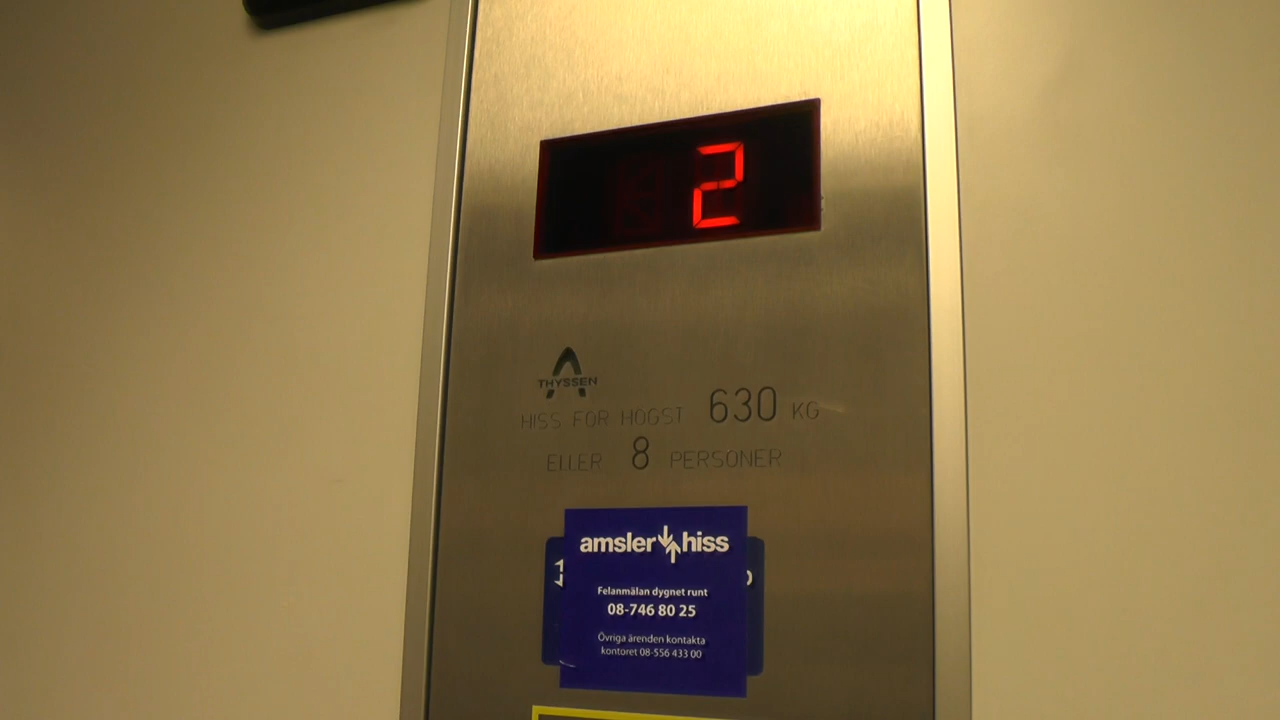 2
THYSSEN
HISS FÖR HÖGST 630 KG
ELLER 8 PERSONER
amsler hiss
Felanmälan dygnet runt
08-746 80 25
Övriga ärenden kontakta
kontoret 08-556 433 00